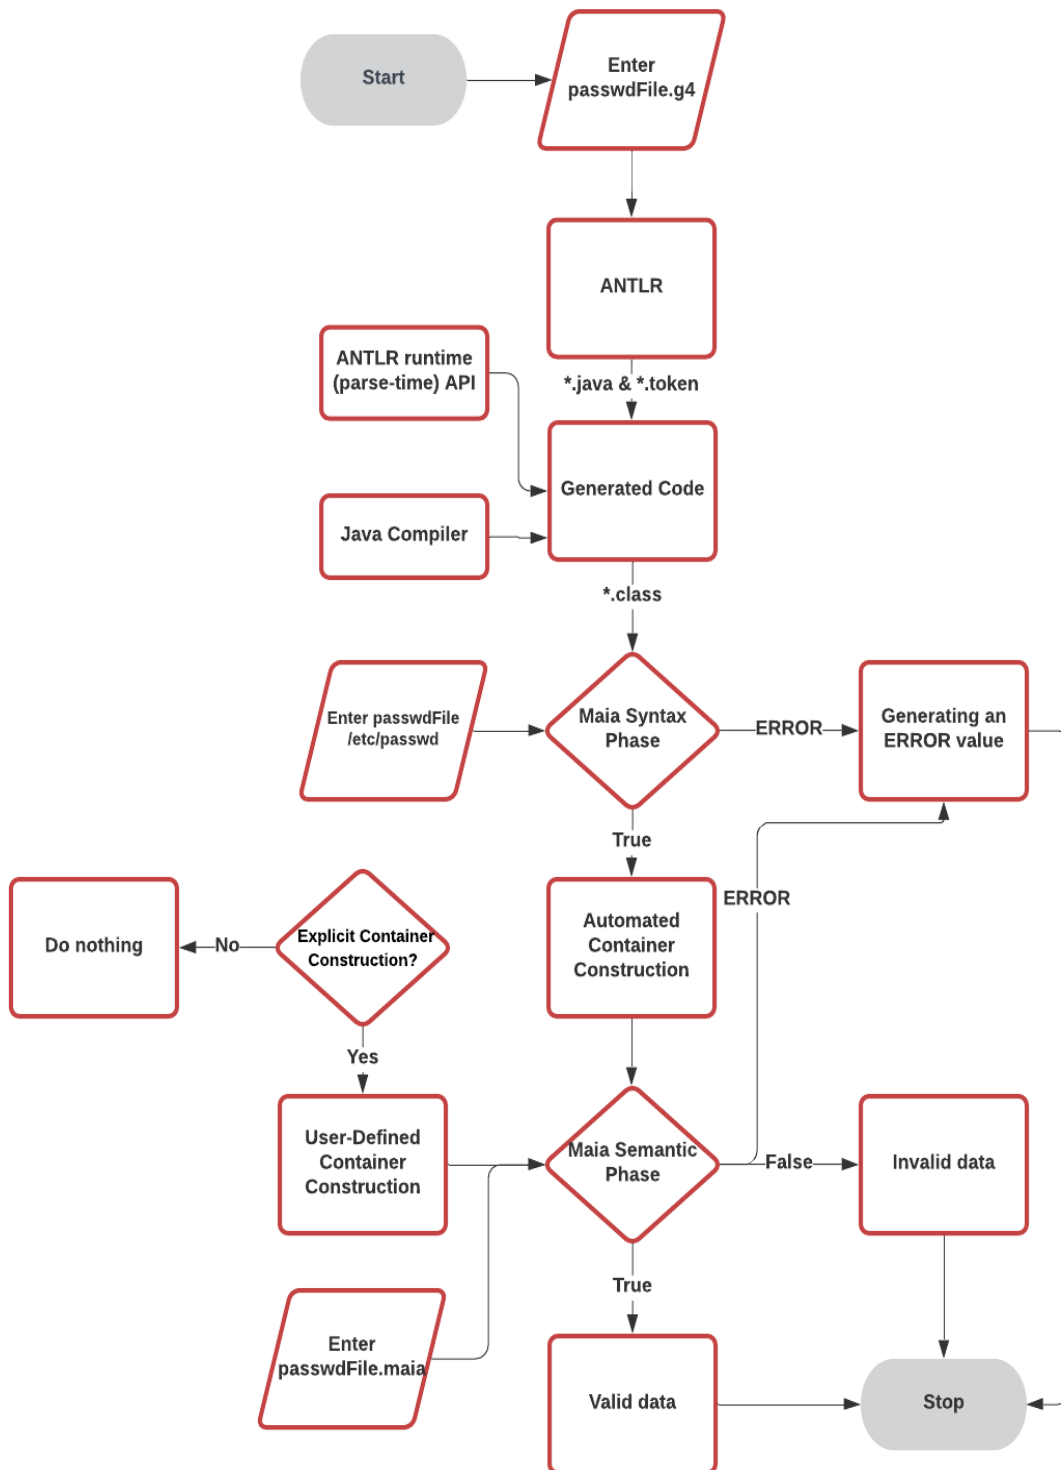 Start
Enter
passwdFile.g4
ANTLR
ANTLR runtime
(parse-time) API
*.java & *.token
Generated Code
Java Compiler
*.class
Enter passwdFile
/etc/passwd
Maia Syntax
Phase
ERROR
Generating an
ERROR value
True
ERROR
Do nothing
No
Explicit Container
Construction?
Automated
Container
Construction
Yes
User-Defined
Container
Construction
Maia Semantic
Phase
False
Invalid data
True
Enter
passwdFile.maia
Valid data
Stop